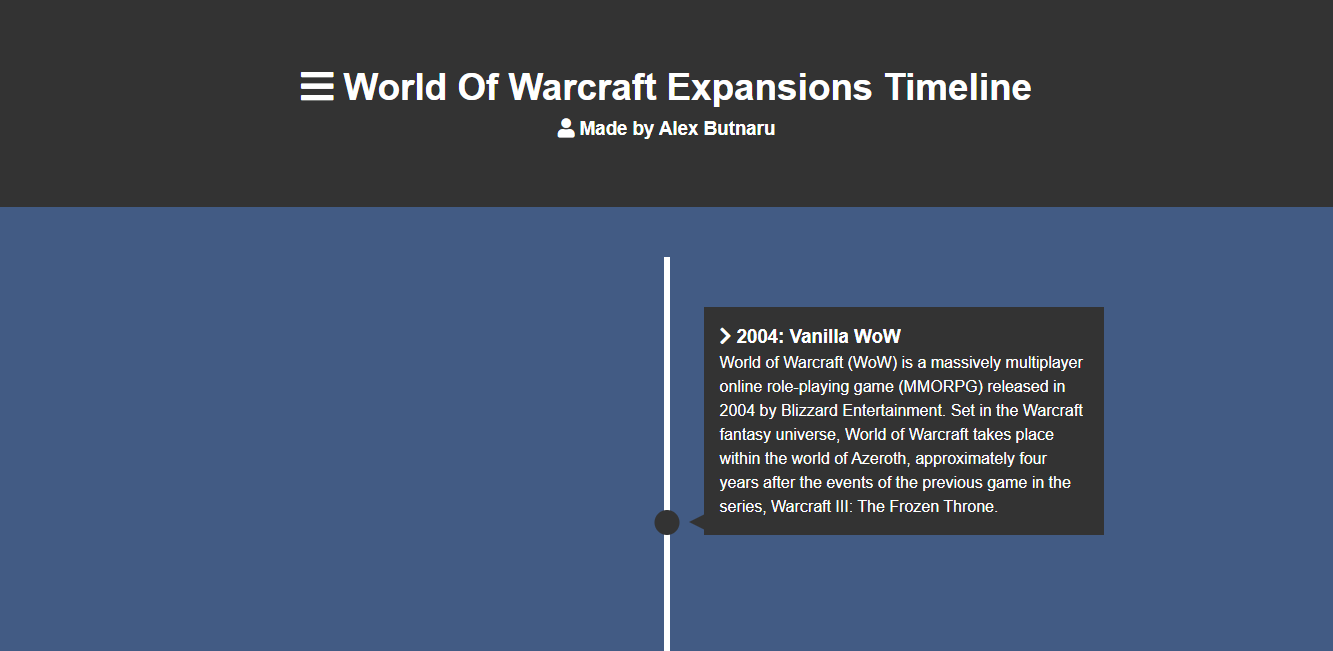 World Of Warcraft Expansions Timeline
Made by Alex Butnaru
2004: Vanilla WoW
World of Warcraft (WoW) is a massively multiplayer
online role-playing game (MMORPG) released in
2004 by Blizzard Entertainment. Set in the Warcraft
fantasy universe, World of Warcraft takes place
within the world of Azeroth, approximately four
years after the events of the previous game in the
series, Warcraft III: The Frozen Throne.